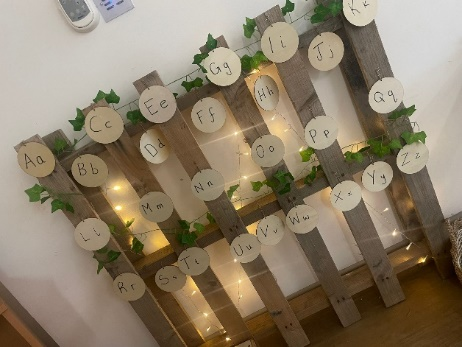 Aa Bb Cc Dd Ee Ff Gg Hh Ii Jj Kk
Ll Mm Nn Oo Pp Qq
Rr Ss Tt Uu Vv Ww Xx Yy Zz